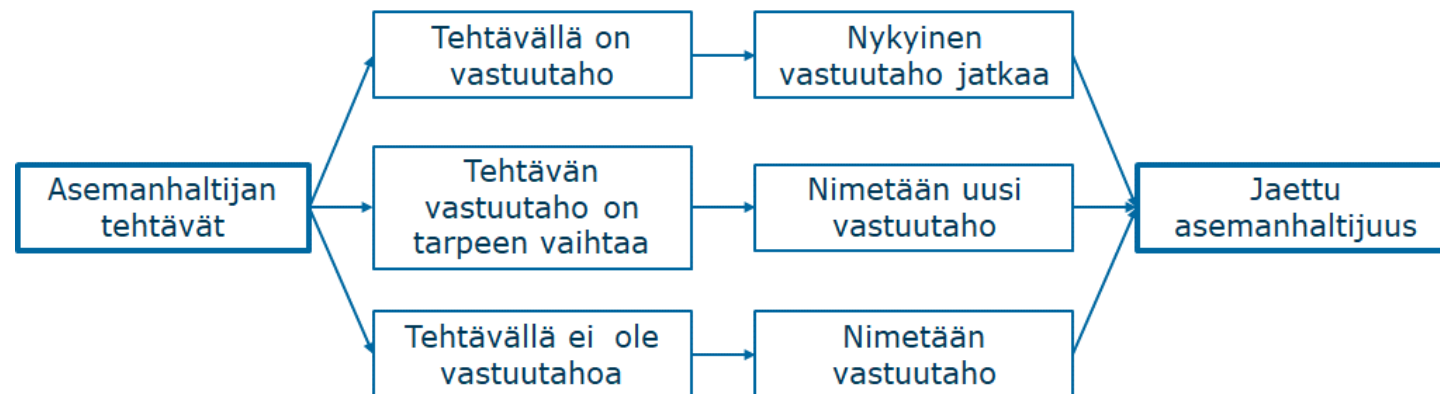 Asemanhaltijan
tehtävät
Tehtävällä on
vastuutaho
Nykyinen
vastuutaho jatkaa
Tehtävän
vastuutaho on
tarpeen vaihtaa
Nimetään uusi
vastuutaho
Tehtävällä ei ole
vastuutahoa
Nimetään
vastuutaho
Jaettu
asemanhaltijuus